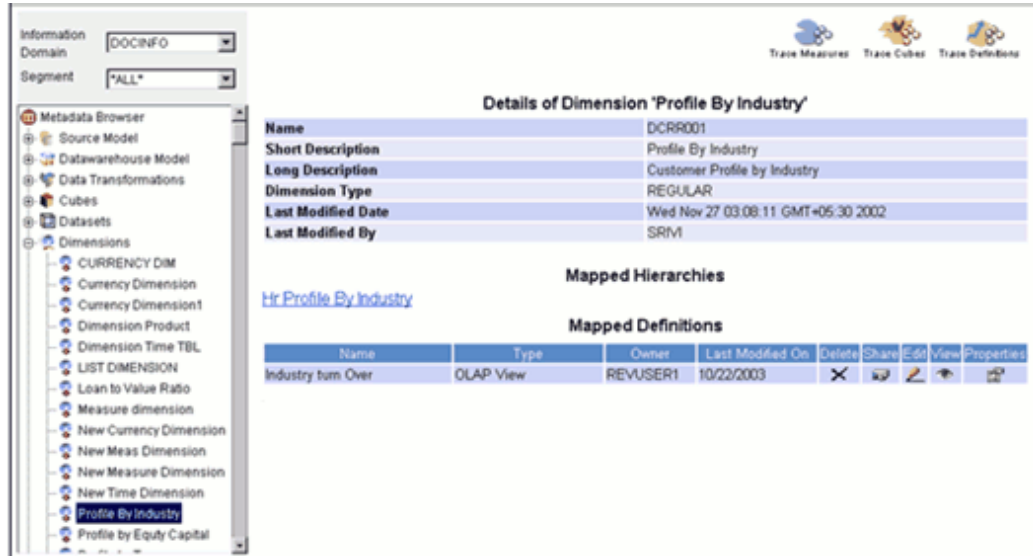 Information Domain DOCINFO
Segment *ALL*
Metadata Browser
Source Model
Datawarehouse Model
Data Transformations
Cubes
Datasets
Dimensions
CURRENCY DIM
Currency Dimension
Currency Dimension1
Dimension Product
Dimension Time TBL
LIST DIMENSION
Loan to Value Ratio
Measure dimension
New Currency Dimension
New Meas Dimension
New Measure Dimension
New Time Dimension
Profile By Industry
Profile by Equty Capital
Trace Measures Trace Cubes Trace Definitions
Details of Dimension 'Profile By Industry'
Name DCRR001
Short Description Profile By Industry
Long Description Customer Profile by Industry
Dimension Type REGULAR
Last Modified Date Wed Nov 27 03:08:11 GMT+05:30 2002
Last Modified By SRIVI
Mapped Hierarchies
Hr Profile By Industry
Mapped Definitions
Name Type Owner Last Modified On Delete Share Edit View Properties
Industry turn Over OLAP View REVUSER1 10/22/2003